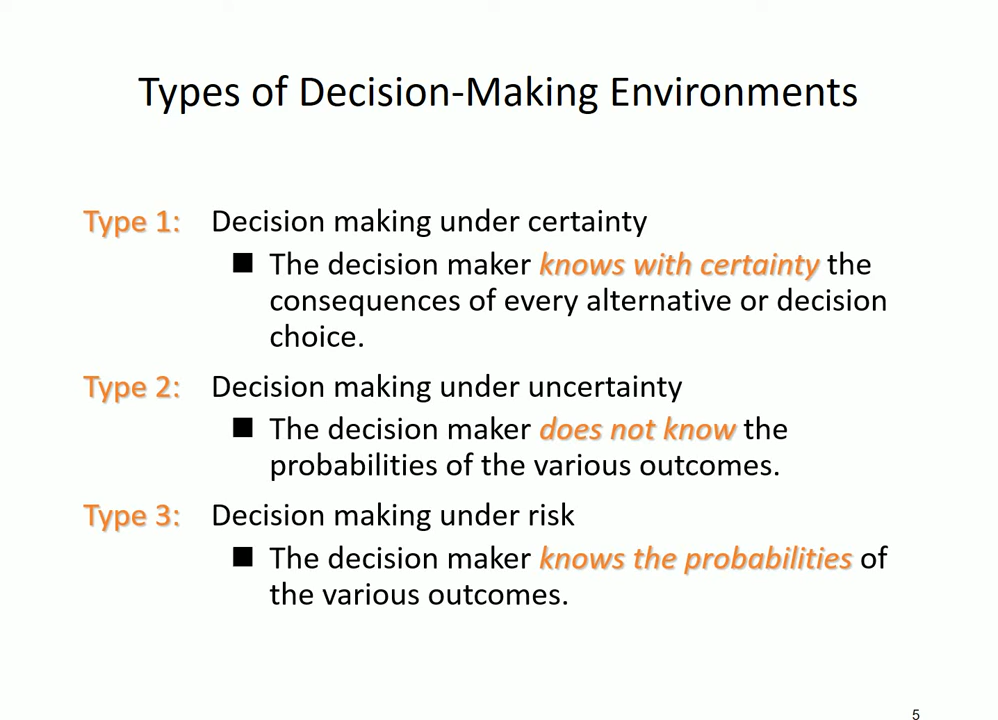 Types of Decision-Making Environments
Type 1: Decision making under certainty
■ The decision maker knows with certainty the
consequences of every alternative or decision
choice.
Type 2: Decision making under uncertainty
■ The decision maker does not know the
probabilities of the various outcomes.
Type 3: Decision making under risk
■ The decision maker knows the probabilities of
the various outcomes.
5